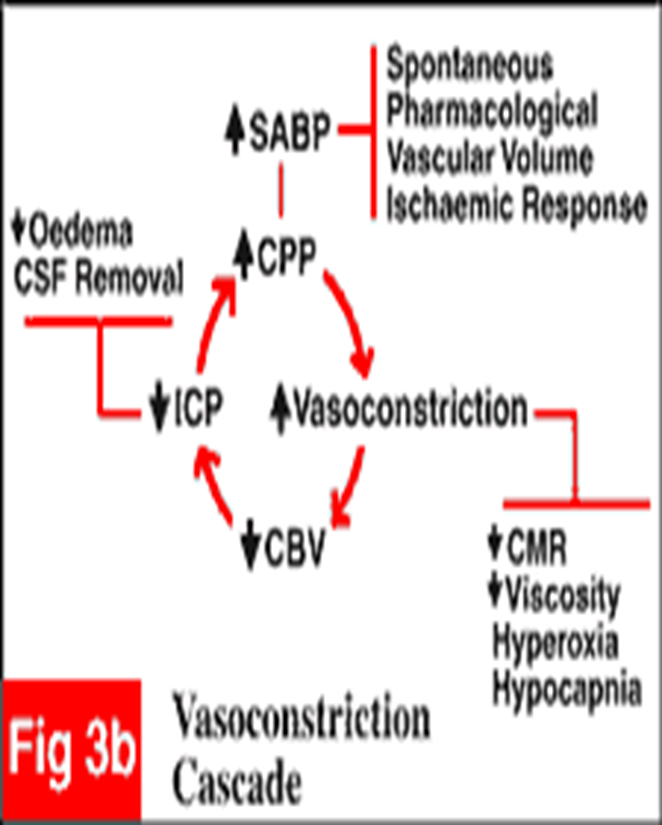 ↑SABP
Spontaneous
Pharmacological
Vascular Volume
Ischaemic Response
↓Oedema
CSF Removal
↑CPP
↓ICP
↑Vasoconstriction
↓CBV
↓CMR
↓Viscosity
Hyperoxia
Hypocapnia
Fig 3b
Vasoconstriction
Cascade